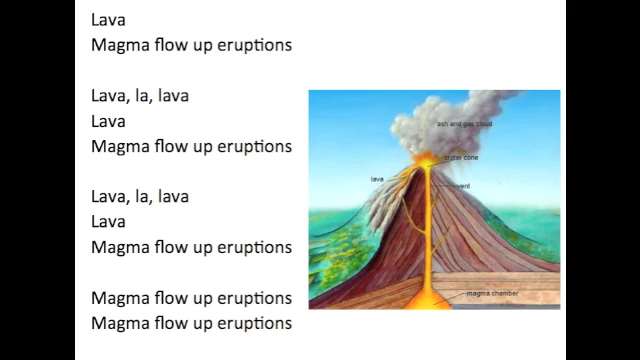 Lava
Magma flow up eruptions
Lava, la, lava
Lava
Magma flow up eruptions
Lava, la, lava
Lava
Magma flow up eruptions
Magma flow up eruptions
Magma flow up eruptions
ash and gas cloud
crater cone
lava
vent
magma chamber